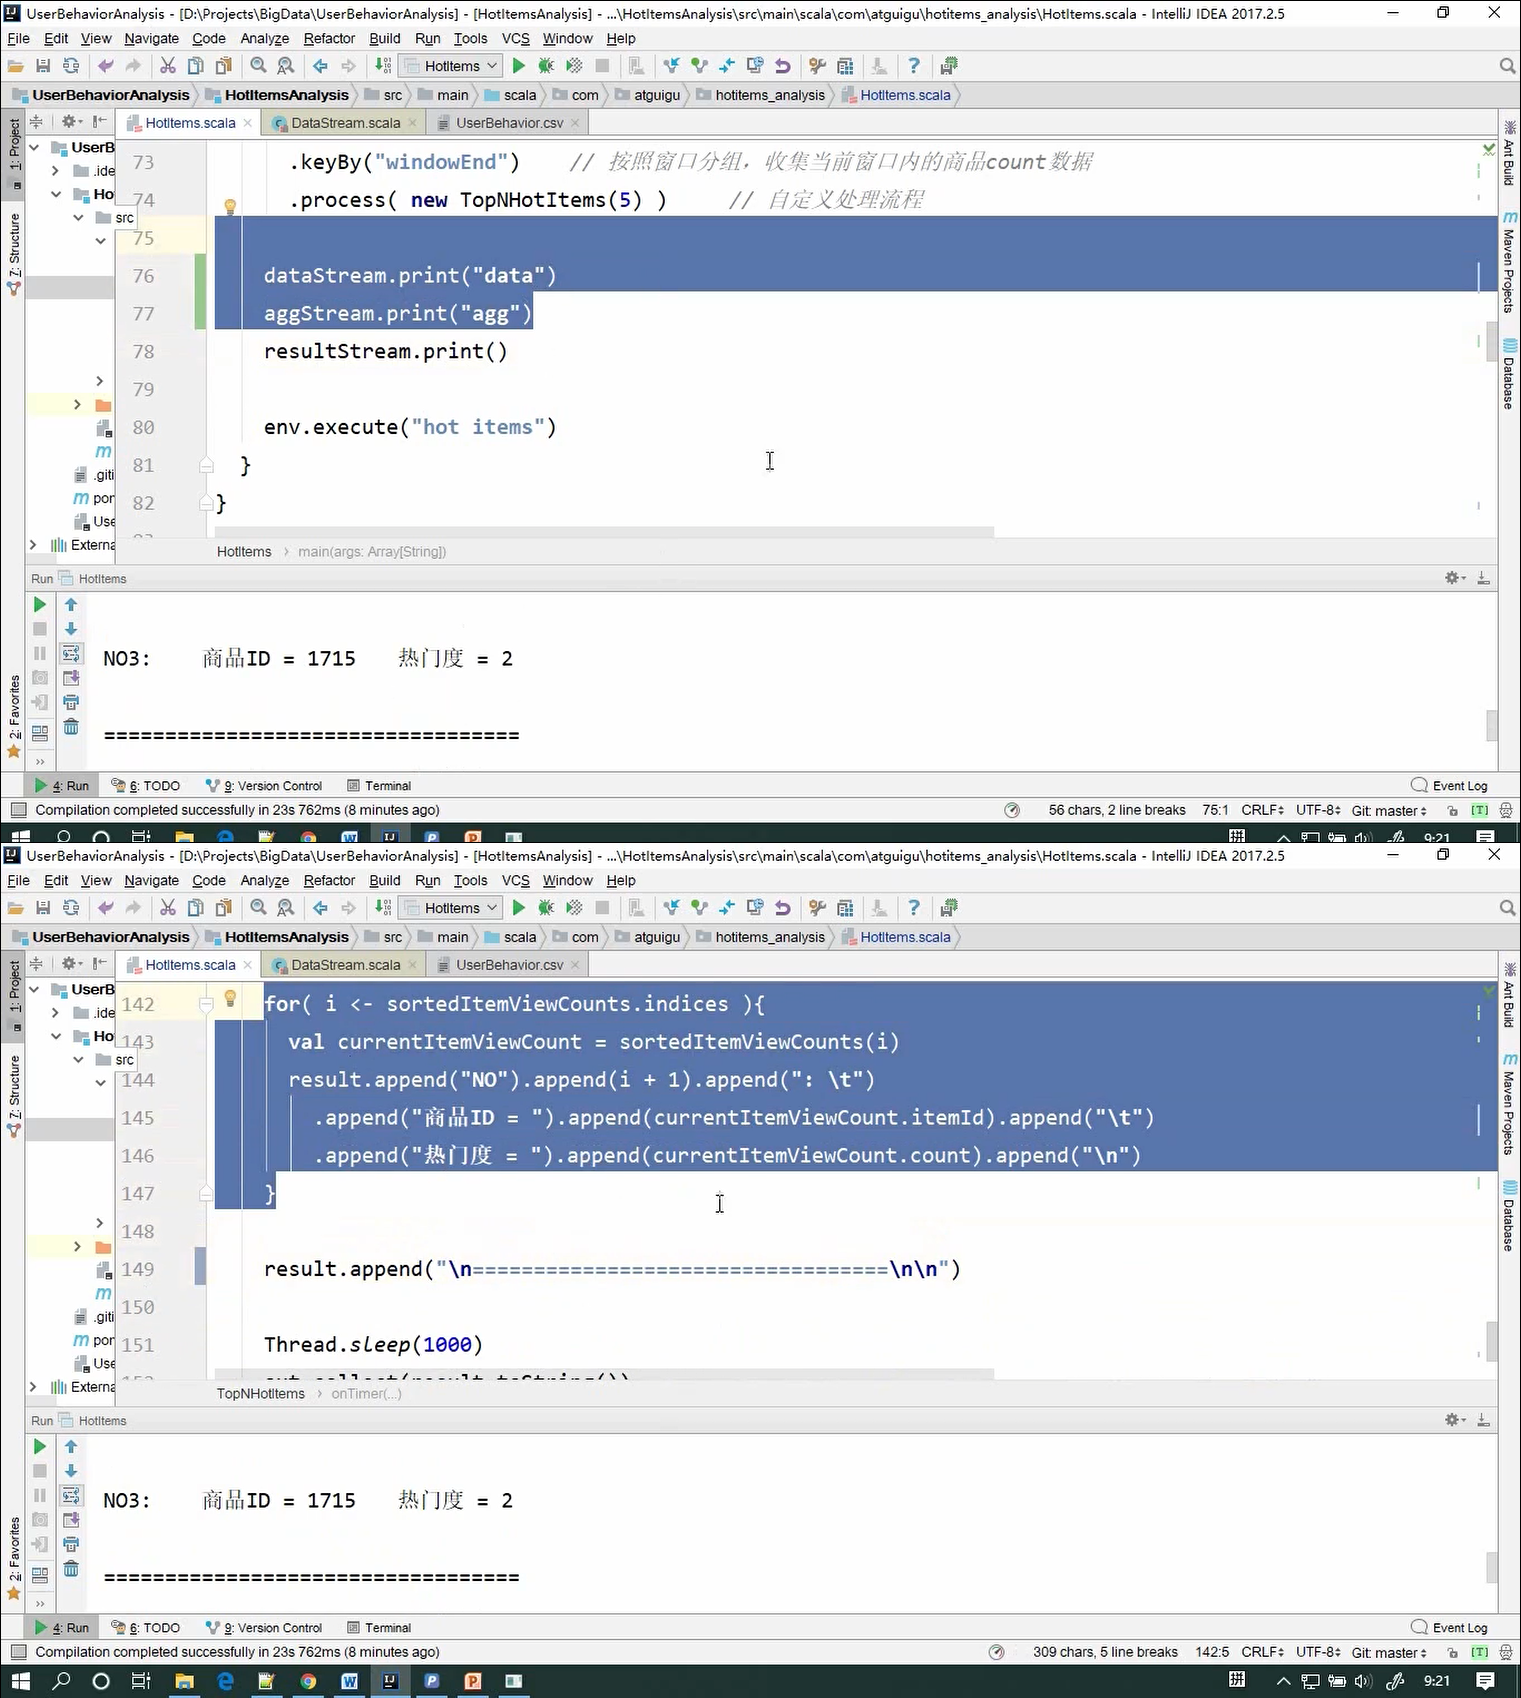 UserBehaviorAnalysis - [D:\Projects\BigData\UserBehaviorAnalysis] - [HotItemsAnalysis] - ...\HotItemsAnalysis\src\main\scala\com\atguigu\hotitems_analysis\HotItems.scala - IntelliJ IDEA 2017.2.5
File Edit View Navigate Code Analyze Refactor Build Run Tools VCS Window Help
HotItems
UserBehaviorAnalysis HotItemsAnalysis src main scala com atguigu hotitems_analysis HotItems.scala
HotItems.scala DataStream.scala UserBehavior.csv
1: Project
7: Structure
2: Favorites
UserB
.ide
Ho
src
.giti
por
Use
Externa
Ant Build
Maven Projects
Database
73 .keyBy("windowEnd") // 按照窗口分组，收集当前窗口内的商品count数据
74 .process( new TopNHotItems(5) ) // 自定义处理流程
75
76 dataStream.print("data")
77 aggStream.print("agg")
78 resultStream.print()
79
80 env.execute("hot items")
81 }
82 }
HotItems main(args: Array[String])
Run HotItems
NO3: 商品ID = 1715 热门度 = 2
==================================
4: Run 6: TODO 9: Version Control Terminal Event Log
Compilation completed successfully in 23s 762ms (8 minutes ago) 56 chars, 2 line breaks 75:1 CRLF UTF-8 Git: master
拼 9:21
UserBehaviorAnalysis - [D:\Projects\BigData\UserBehaviorAnalysis] - [HotItemsAnalysis] - ...\HotItemsAnalysis\src\main\scala\com\atguigu\hotitems_analysis\HotItems.scala - IntelliJ IDEA 2017.2.5
File Edit View Navigate Code Analyze Refactor Build Run Tools VCS Window Help
HotItems
UserBehaviorAnalysis HotItemsAnalysis src main scala com atguigu hotitems_analysis HotItems.scala
HotItems.scala DataStream.scala UserBehavior.csv
1: Project
7: Structure
2: Favorites
UserB
.ide
Ho
src
.giti
por
Use
Externa
Ant Build
Maven Projects
Database
142 for( i <- sortedItemViewCounts.indices ){
143 val currentItemViewCount = sortedItemViewCounts(i)
144 result.append("NO").append(i + 1).append(": \t")
145 .append("商品ID = ").append(currentItemViewCount.itemId).append("\t")
146 .append("热门度 = ").append(currentItemViewCount.count).append("\n")
147 }
148
149 result.append("\n==================================\n\n")
150
151 Thread.sleep(1000)
152 out.collect(result.toString())
TopNHotItems onTimer(...)
Run HotItems
NO3: 商品ID = 1715 热门度 = 2
==================================
4: Run 6: TODO 9: Version Control Terminal Event Log
Compilation completed successfully in 23s 762ms (8 minutes ago) 309 chars, 5 line breaks 142:5 CRLF UTF-8 Git: master
拼 9:21